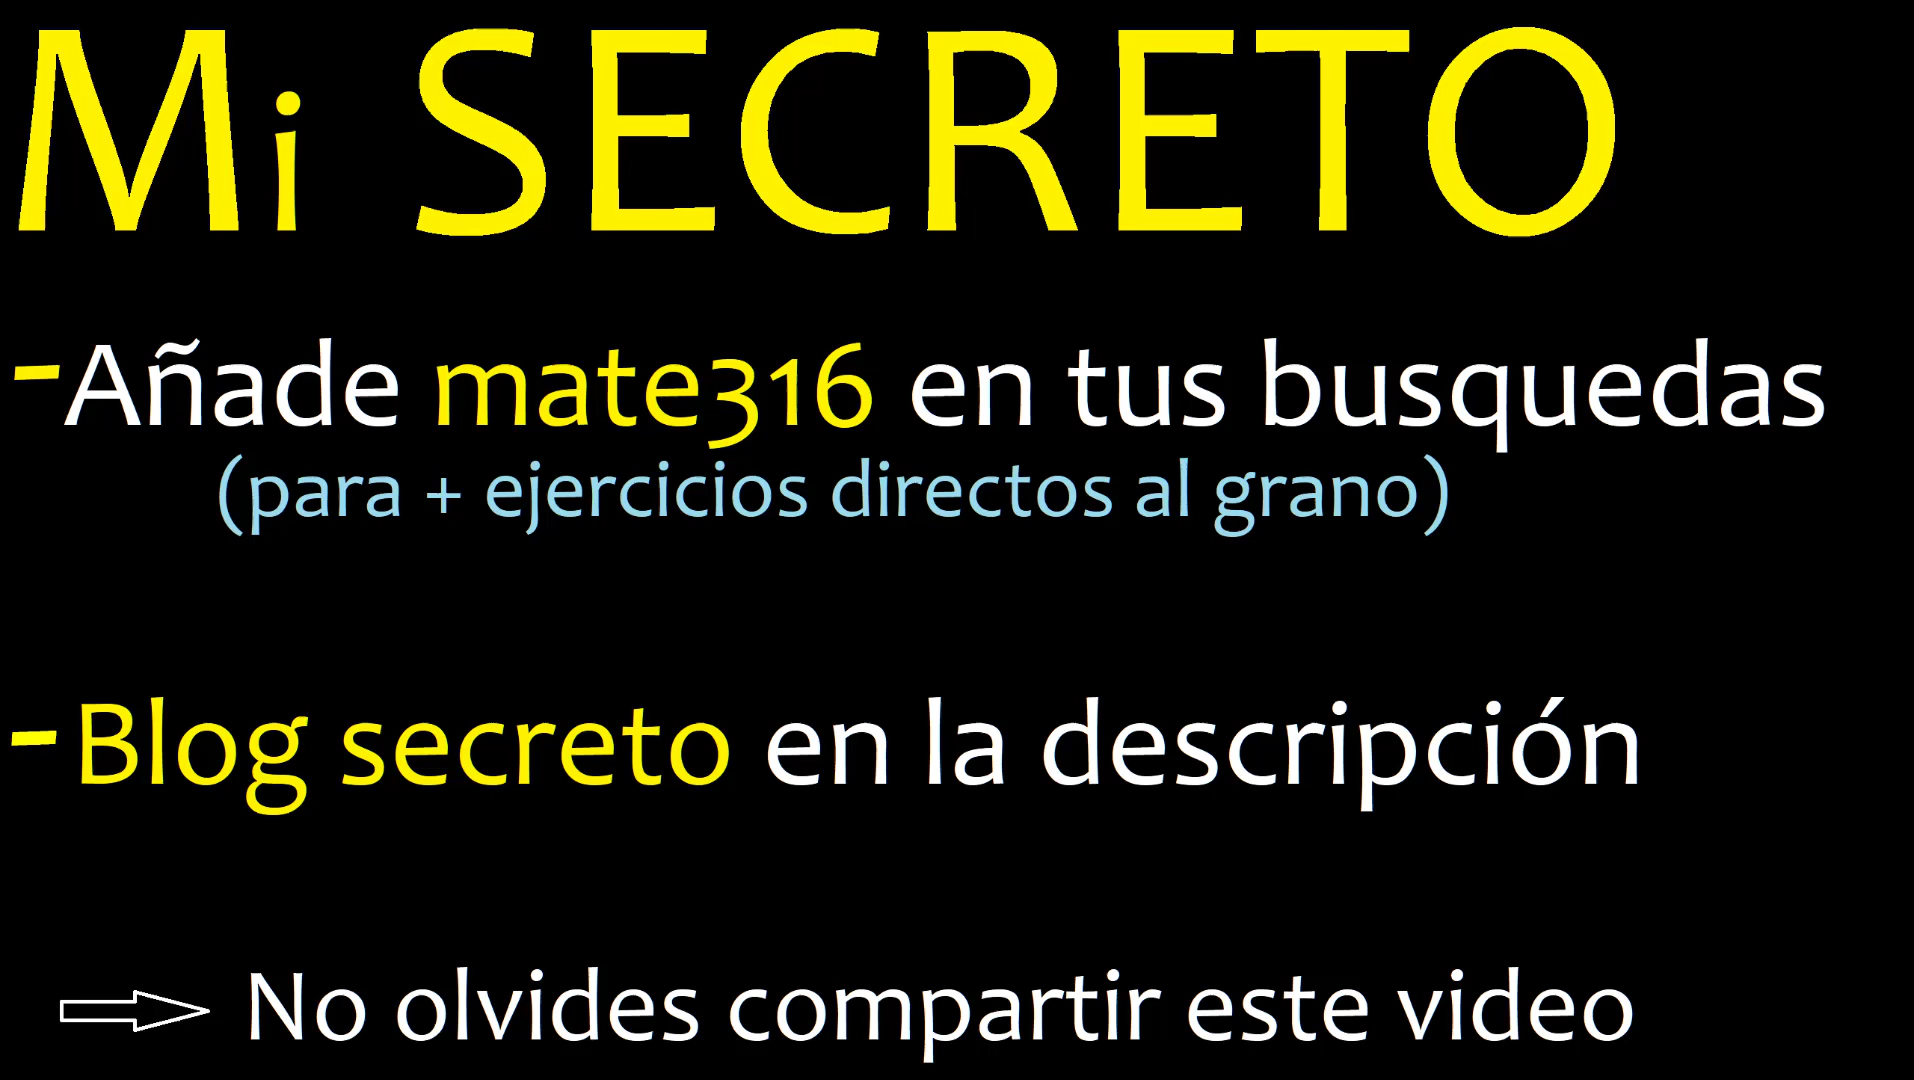 Mi SECRETO
-Añade mate316 en tus busquedas
(para + ejercicios directos al grano)
-Blog secreto en la descripción
No olvides compartir este video